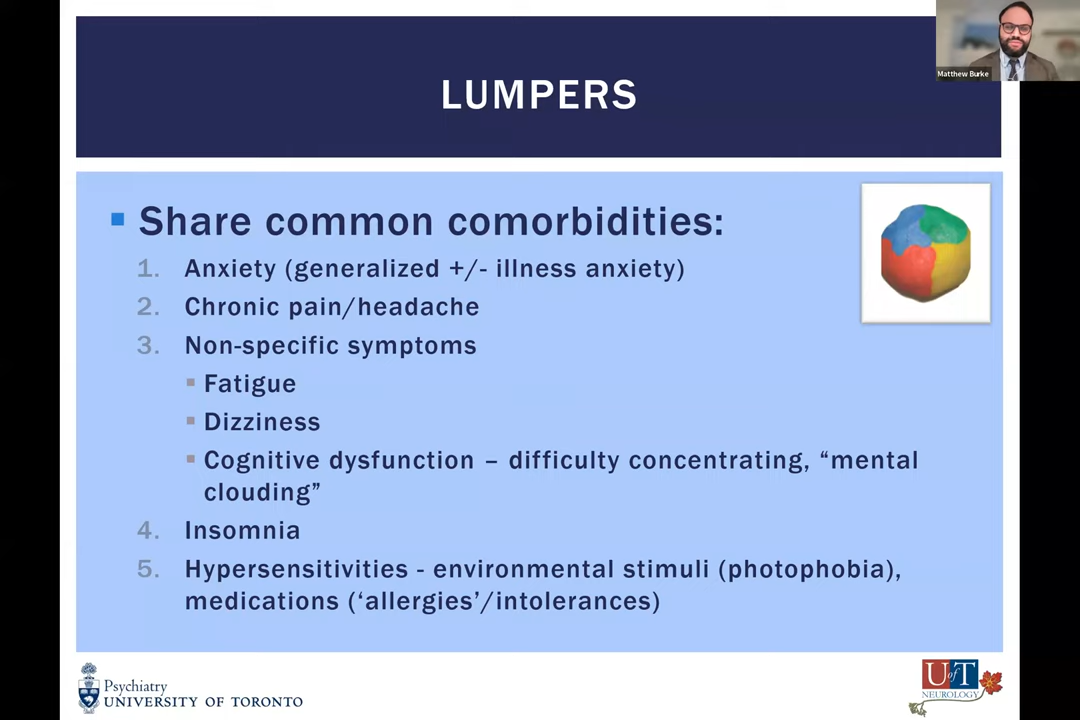 Matthew Burke
LUMPERS
▪ Share common comorbidities:
1. Anxiety (generalized +/- illness anxiety)
2. Chronic pain/headache
3. Non-specific symptoms
▪ Fatigue
▪ Dizziness
▪ Cognitive dysfunction – difficulty concentrating, “mental
clouding”
4. Insomnia
5. Hypersensitivities - environmental stimuli (photophobia),
medications (‘allergies’/intolerances)
Psychiatry
UNIVERSITY OF TORONTO
U of T
NEUROLOGY